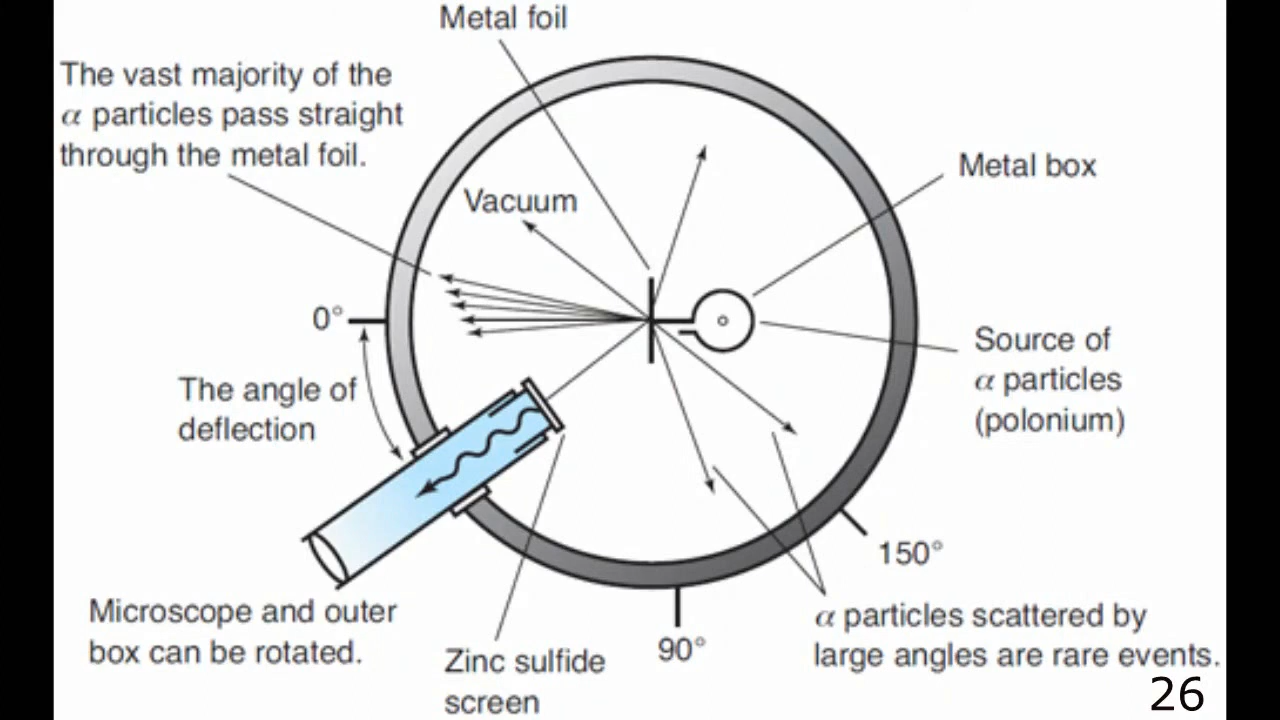 Metal foil
The vast majority of the
α particles pass straight
through the metal foil.
Metal box
Vacuum
0°
Source of
α particles
(polonium)
The angle of
deflection
150°
Microscope and outer
box can be rotated.
α particles scattered by
large angles are rare events.
90°
Zinc sulfide
screen
26